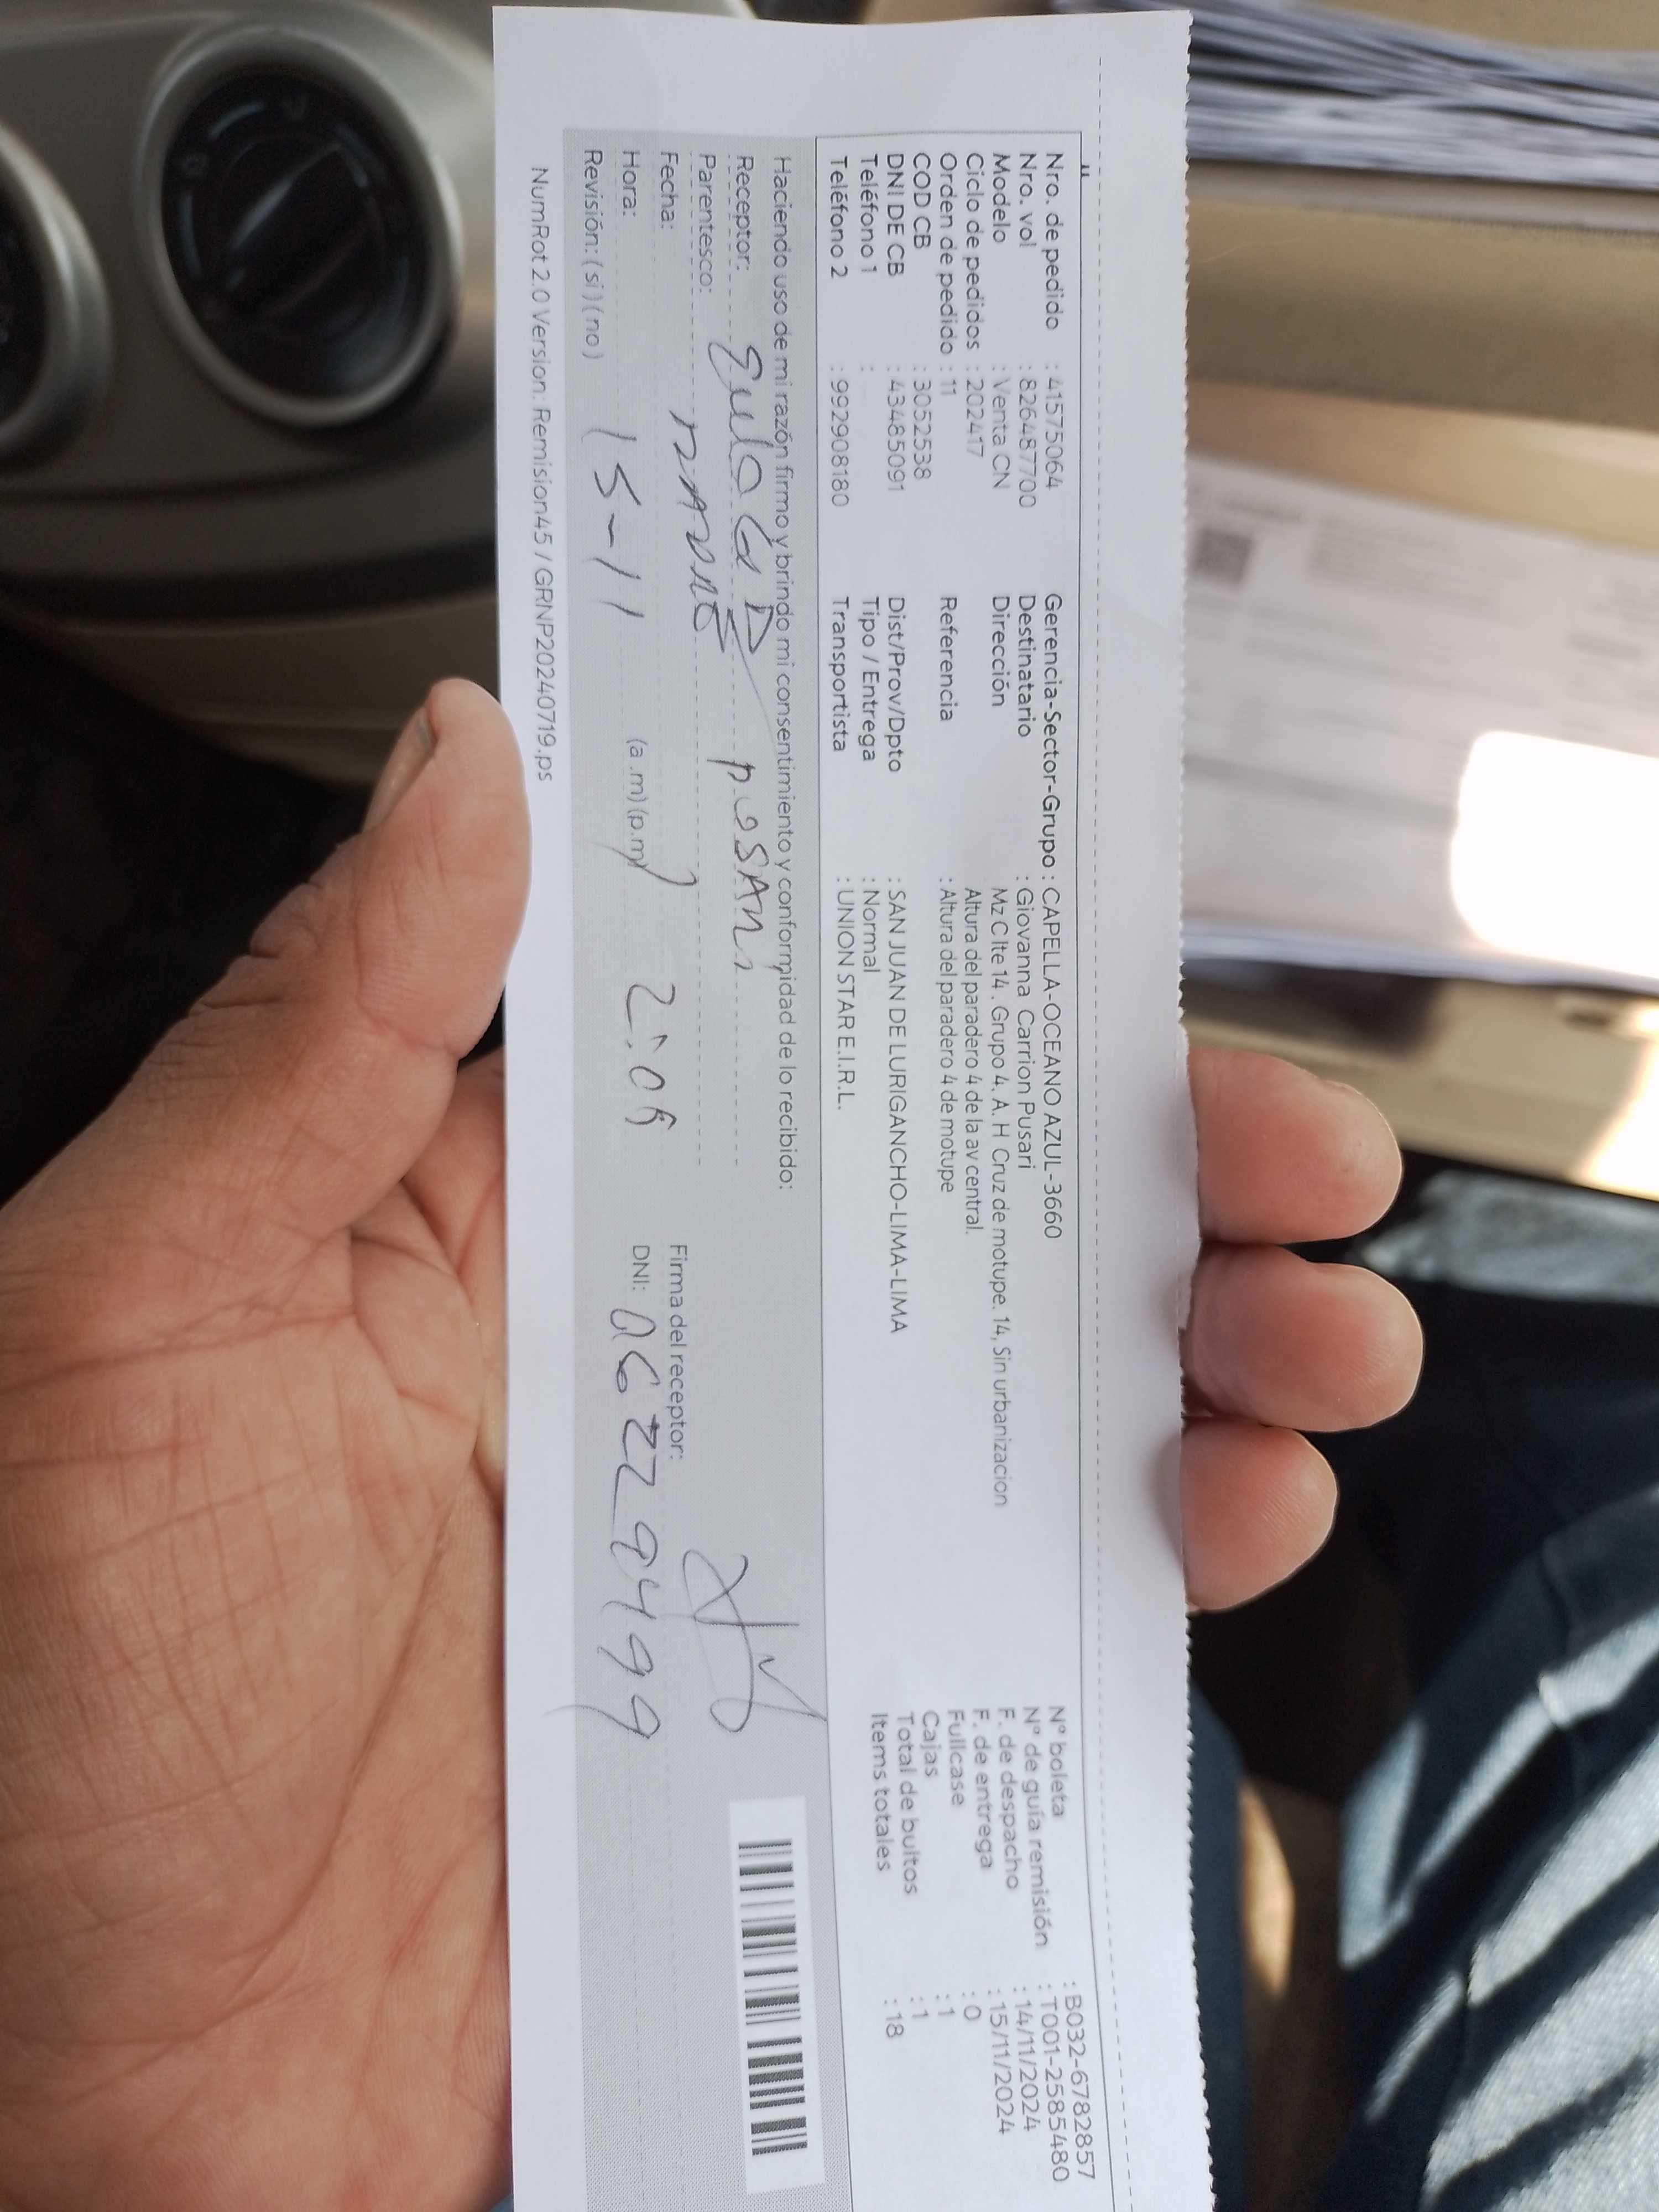 Nro. de pedido : 41575064 Gerencia-Sector-Grupo : CAPELLA-OCEANO AZUL-3660 N° boleta : B032-6782857
Nro. vol : 826487700 Destinatario : Giovanna Carrion Pusari N° de guía remisión : T001-2585480
Modelo : Venta CN Dirección Mz C lte 14 . Grupo 4. A. H Cruz de motupe. 14, Sin urbanizacion F. de despacho : 14/11/2024
Ciclo de pedidos : 202417 Altura del paradero 4 de la av central. F. de entrega : 15/11/2024
Orden de pedido : 11 Referencia : Altura del paradero 4 de motupe Fullcase : 0
COD CB : 3052538 Cajas : 1
DNI DE CB : 43485091 Dist/Prov/Dpto : SAN JUAN DE LURIGANCHO-LIMA-LIMA Total de bultos : 1
Teléfono 1 : Tipo / Entrega : Normal Items totales : 18
Teléfono 2 : 992908180 Transportista : UNION STAR E.I.R.L.
Haciendo uso de mi razón firmo y brindo mi consentimiento y conformidad de lo recibido:
Receptor:
Parentesco:
Fecha: 15-11 Firma del receptor:
Hora: (a.m)(p.m) DNI:
Revisión: ( si ) ( no )
NumRot 2.0 Version: Remision45 / GRNP20240719.ps